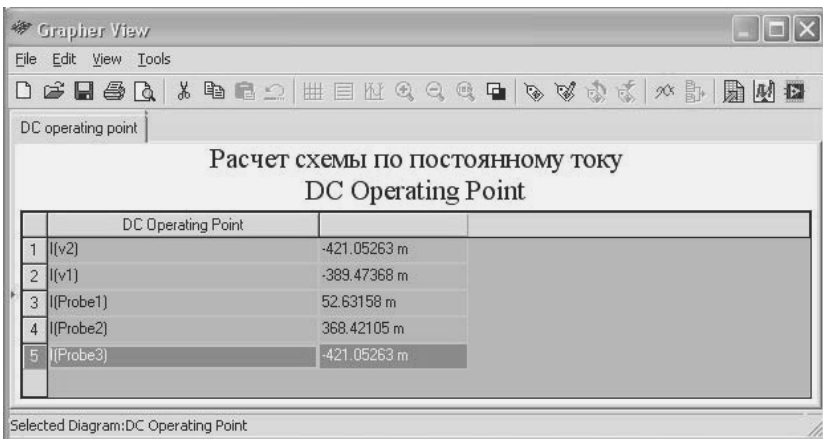 Grapher View
File Edit View Tools
DC operating point
Расчет схемы по постоянному току
DC Operating Point
DC Operating Point
1 I(v2) -421.05263 m
2 I(v1) -389.47368 m
3 I(Probe1) 52.63158 m
4 I(Probe2) 368.42105 m
5 I(Probe3) -421.05263 m
Selected Diagram:DC Operating Point